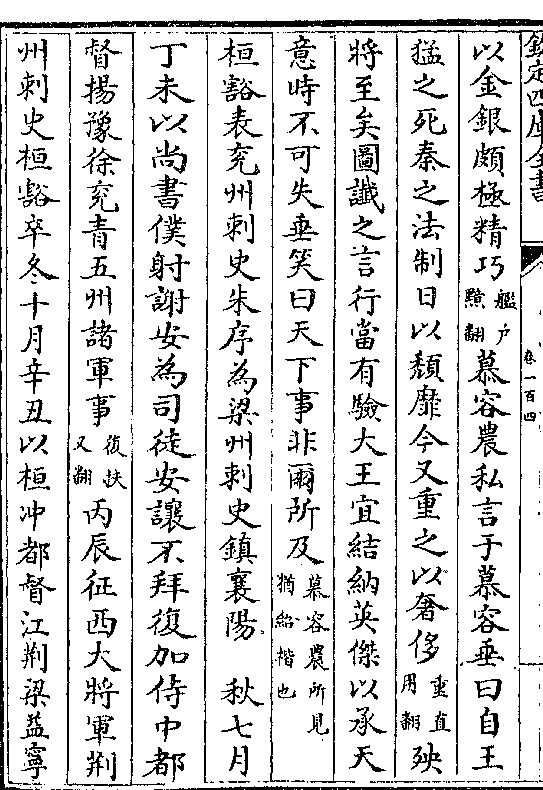 欽定四庫全書
卷一百四
以金銀頗極精巧艦户黤翻慕容農私言于慕容垂曰自王
猛之死秦之法制日以頽靡今又重之以奢侈重直用翻殃
將至矣圖讖之言行當有驗大王宜結納英傑以承天
意時不可失垂笑曰天下事非爾所及慕容農所見猶紹楷也
桓豁表兖州刺史朱序為梁州刺史鎮襄陽 秋七月
丁未以尚書僕射謝安為司徒安讓不拜復加侍中都
督揚豫徐兖青五州諸軍事復扶又翻丙辰征西大將軍荆
州刺史桓豁卒冬十月辛丑以桓冲都督江荆梁益寧